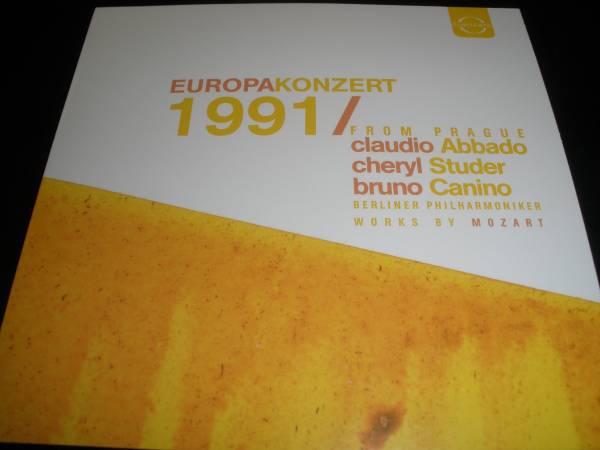 EUROPAKONZERT
1991/
FROM PRAGUE
claudio Abbado
cheryl Studer
bruno Canino
BERLINER PHILHARMONIKER
WORKS BY MOZART